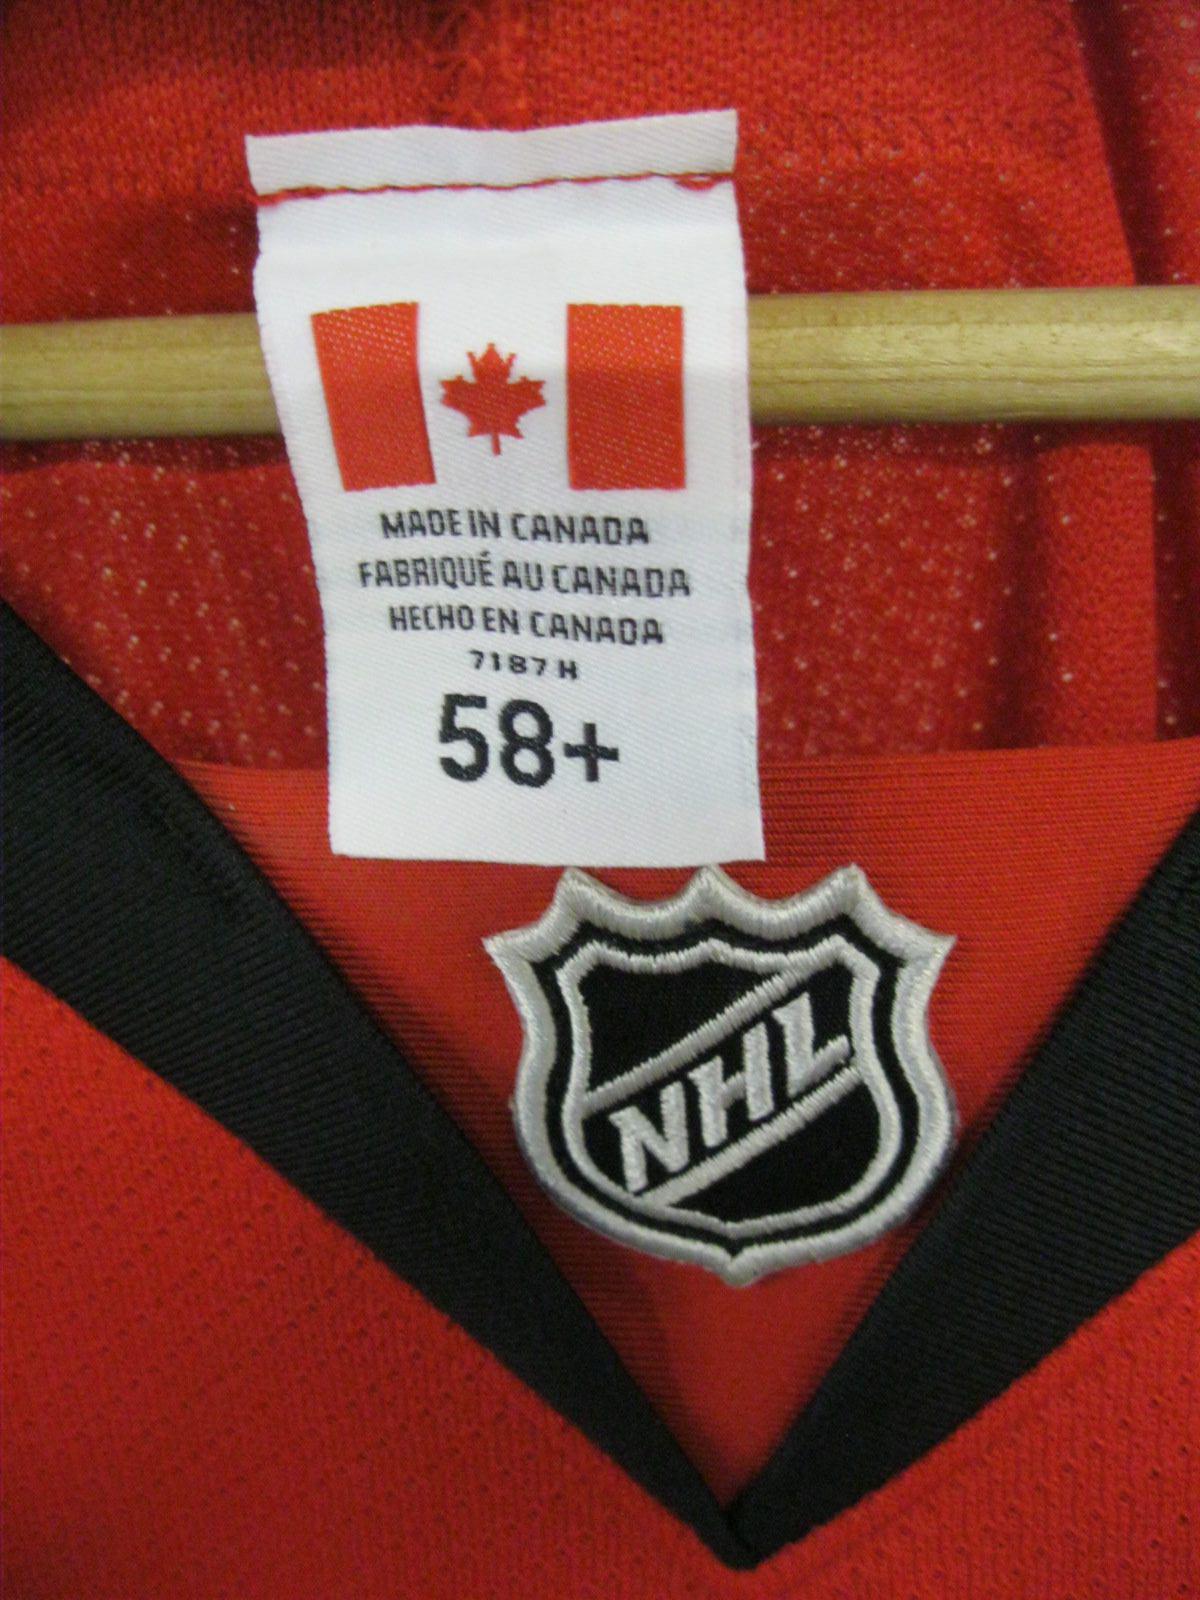 MADE IN CANADA
FABRIQUÉ AU CANADA
HECHO EN CANADA
7187 H
58+
NHL